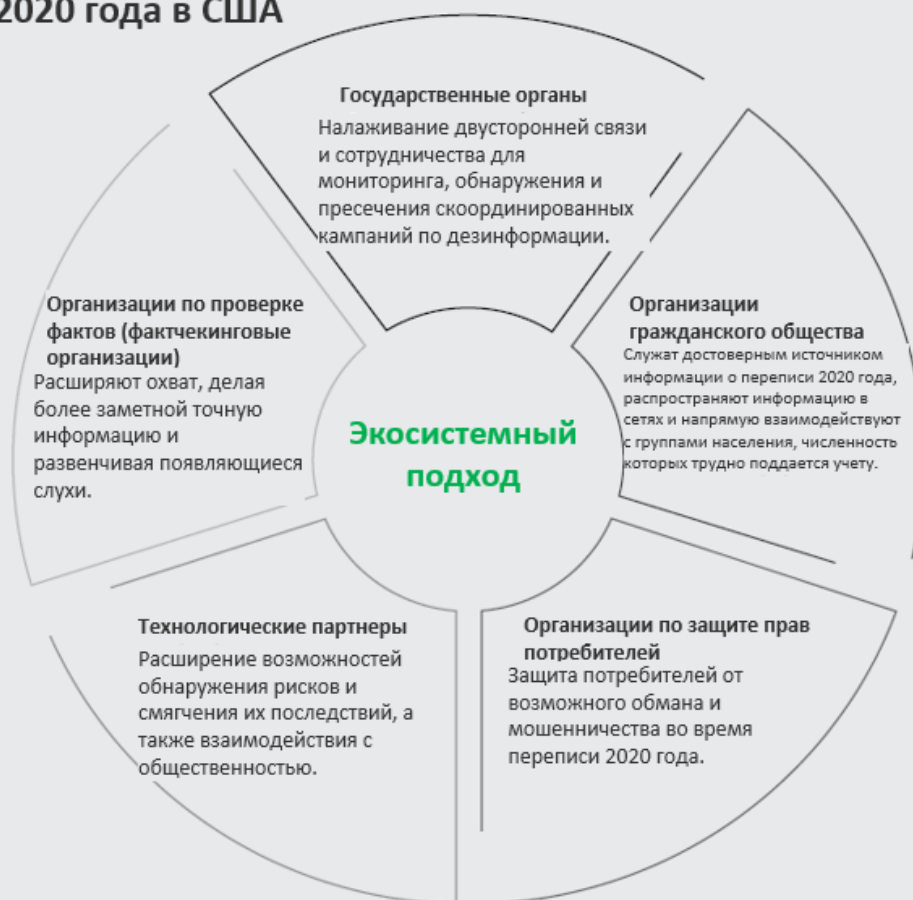 2020 года в США
Государственные органы
Налаживание двусторонней связи
и сотрудничества для
мониторинга, обнаружения и
пресечения скоординированных
кампаний по дезинформации.
Организации
гражданского общества
Служат достоверным источником
информации о переписи 2020 года,
распространяют информацию в
сетях и напрямую взаимодействуют
с группами населения, численность
которых трудно поддается учету.
Организации по защите прав
потребителей
Защита потребителей от
возможного обмана и
мошенничества во время
переписи 2020 года.
Технологические партнеры
Расширение возможностей
обнаружения рисков и
смягчения их последствий, а
также взаимодействия с
общественностью.
Организации по проверке
фактов (фактчекинговые
организации)
Расширяют охват, делая
более заметной точную
информацию и
развенчивая появляющиеся
слухи.
Экосистемный
подход